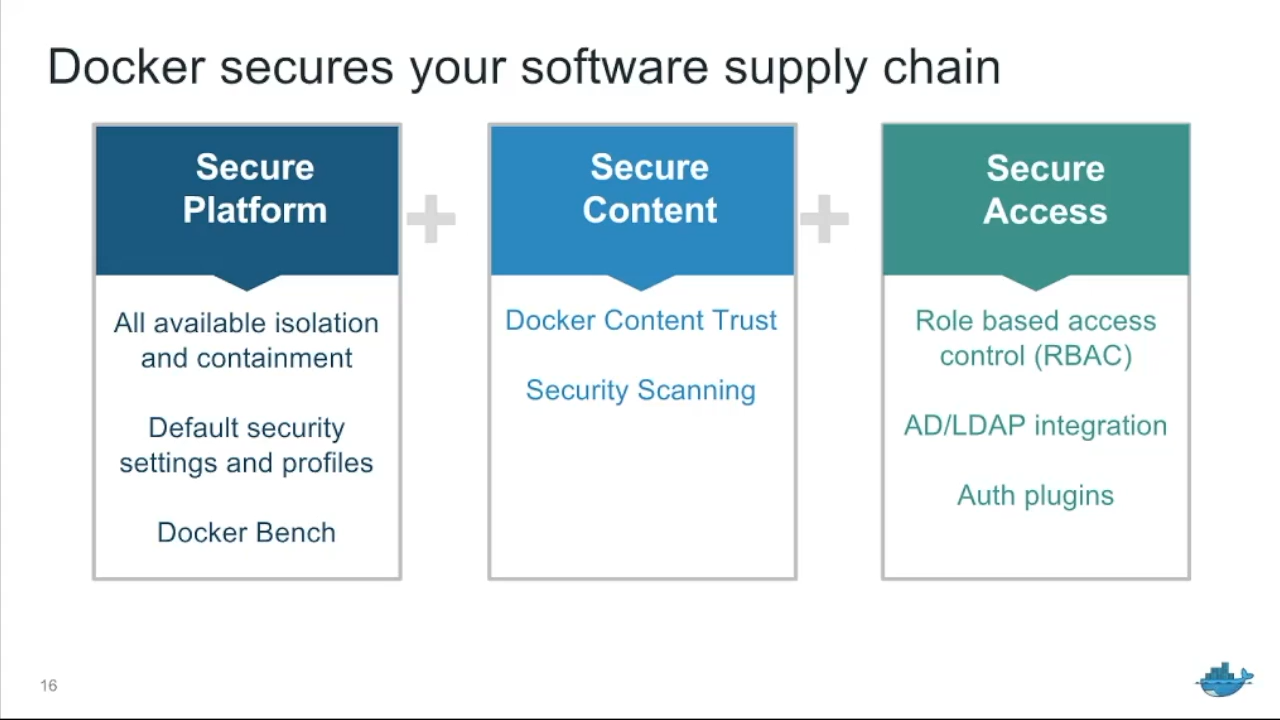 Docker secures your software supply chain
Secure
Platform
All available isolation
and containment
Default security
settings and profiles
Docker Bench
Secure
Content
Docker Content Trust
Security Scanning
Secure
Access
Role based access
control (RBAC)
AD/LDAP integration
Auth plugins
16